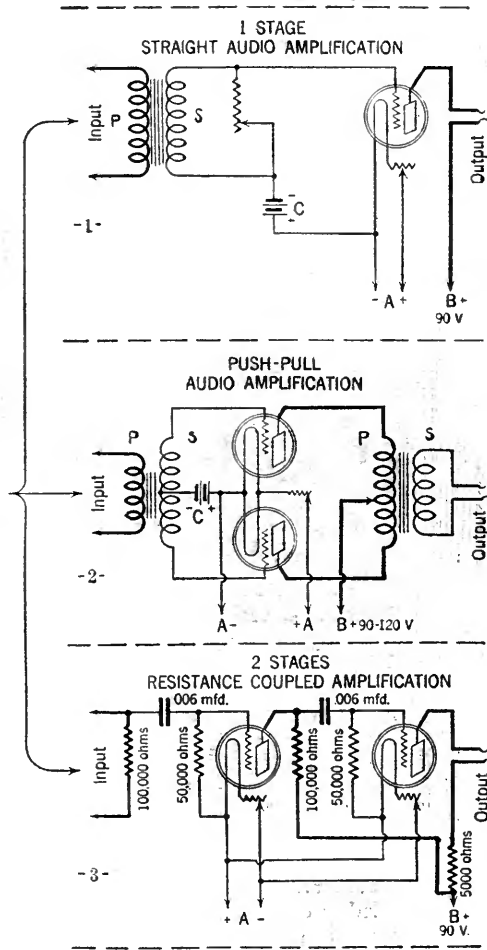 1 STAGE
STRAIGHT AUDIO AMPLIFICATION
Input
P
S
C
-
+
-1-
- A +
B+
90 V
Output
PUSH-PULL
AUDIO AMPLIFICATION
P
S
P
S
Input
- C +
-2-
A-
+A
B+90-120 V
Output
2 STAGES
RESISTANCE COUPLED AMPLIFICATION
.006 mfd.
.006 mfd.
Input
100,000 ohms
50,000 ohms
100,000 ohms
50,000 ohms
5000 ohms
Output
-3-
+ A -
B+
90 V.